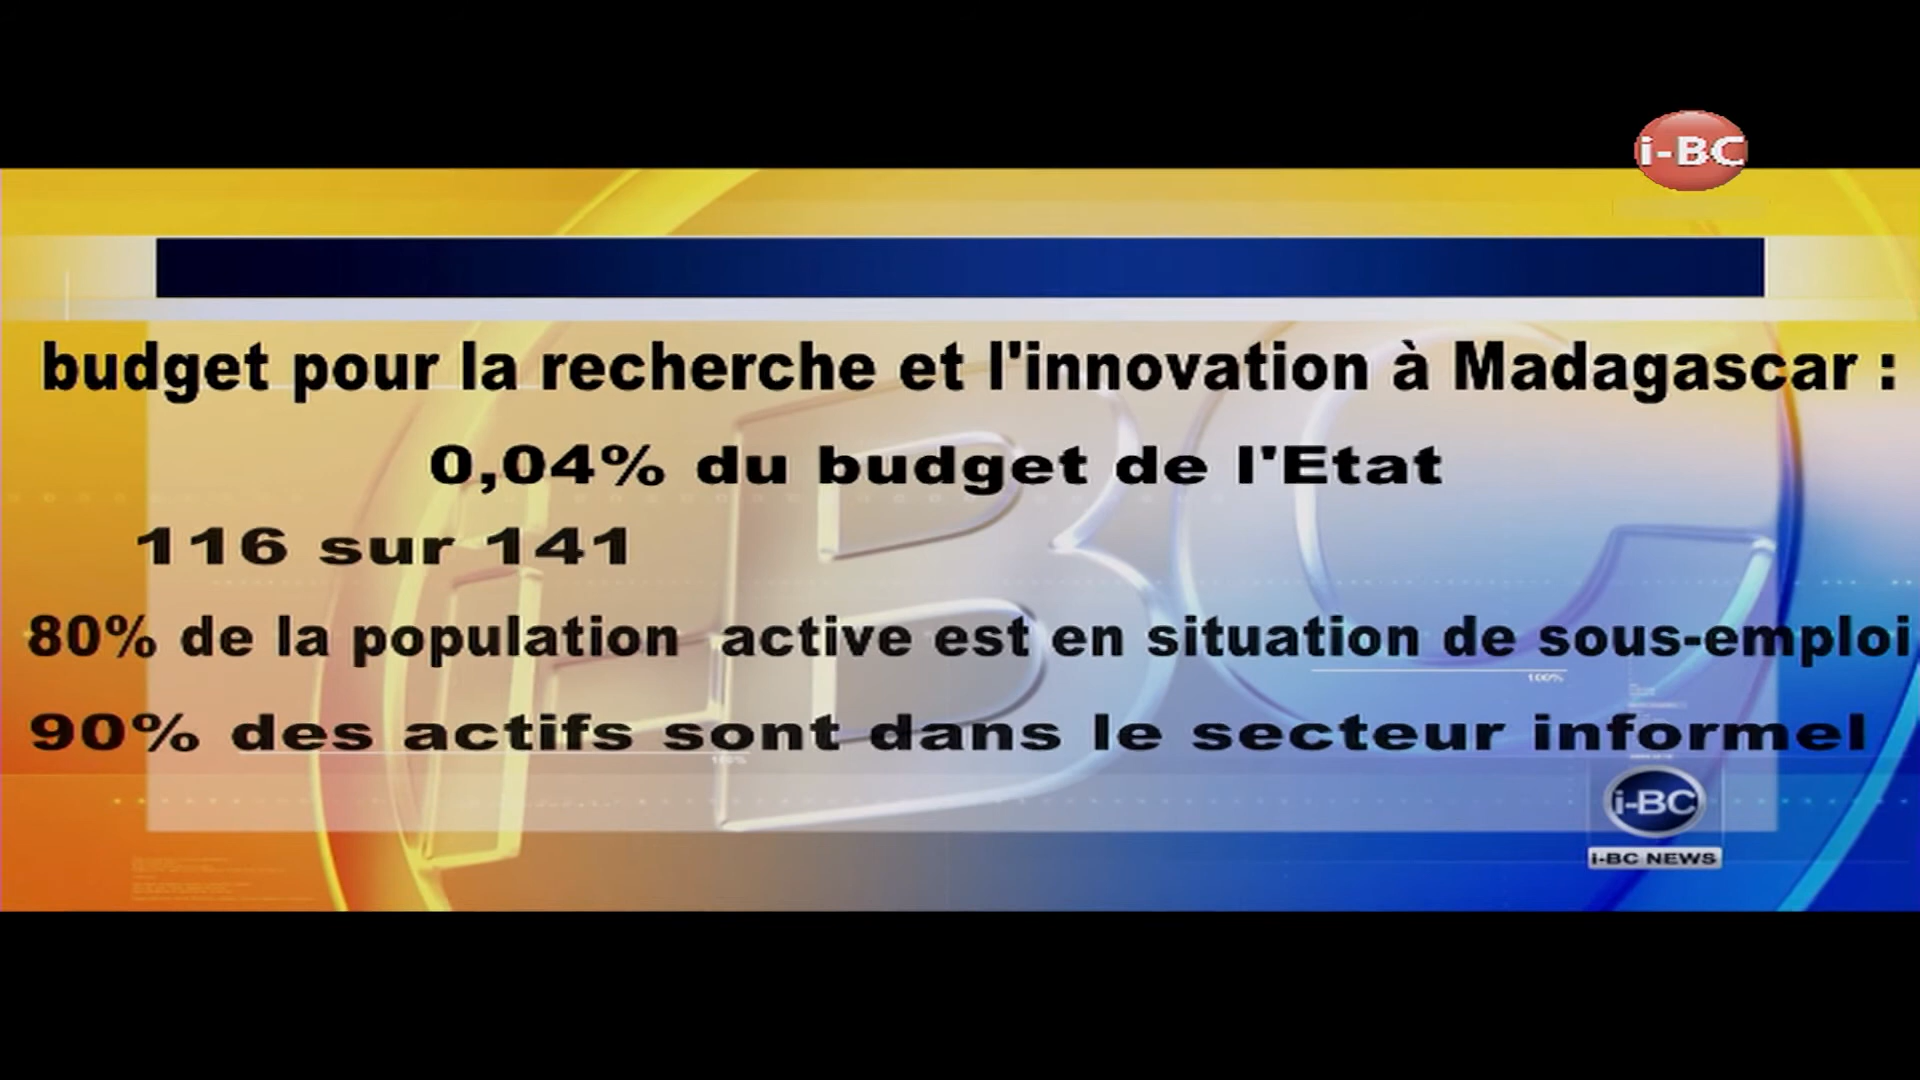 i-BC
budget pour la recherche et l'innovation à Madagascar :
0,04% du budget de l'Etat
116 sur 141
80% de la population active est en situation de sous-emploi
100%
90% des actifs sont dans le secteur informel
i-BC
i-BC NEWS